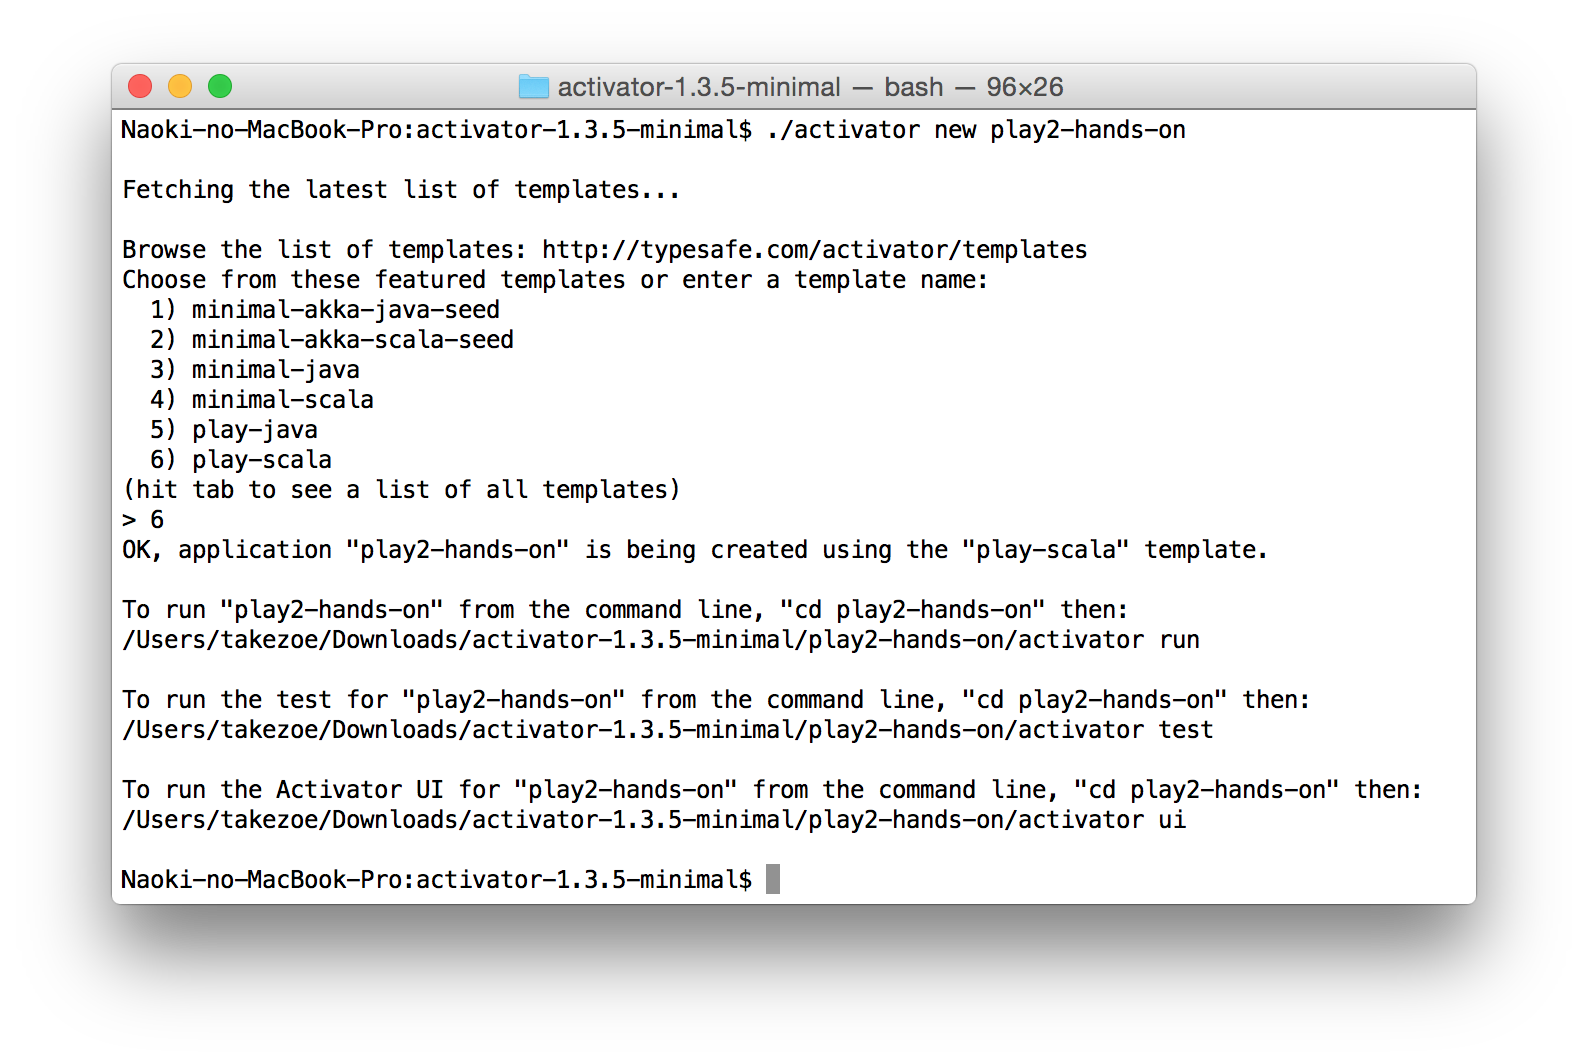 activator-1.3.5-minimal — bash — 96×26
Naoki-no-MacBook-Pro:activator-1.3.5-minimal$ ./activator new play2-hands-on
Fetching the latest list of templates...
Browse the list of templates: http://typesafe.com/activator/templates
Choose from these featured templates or enter a template name:
  1) minimal-akka-java-seed
  2) minimal-akka-scala-seed
  3) minimal-java
  4) minimal-scala
  5) play-java
  6) play-scala
(hit tab to see a list of all templates)
> 6
OK, application "play2-hands-on" is being created using the "play-scala" template.
To run "play2-hands-on" from the command line, "cd play2-hands-on" then:
/Users/takezoe/Downloads/activator-1.3.5-minimal/play2-hands-on/activator run
To run the test for "play2-hands-on" from the command line, "cd play2-hands-on" then:
/Users/takezoe/Downloads/activator-1.3.5-minimal/play2-hands-on/activator test
To run the Activator UI for "play2-hands-on" from the command line, "cd play2-hands-on" then:
/Users/takezoe/Downloads/activator-1.3.5-minimal/play2-hands-on/activator ui
Naoki-no-MacBook-Pro:activator-1.3.5-minimal$